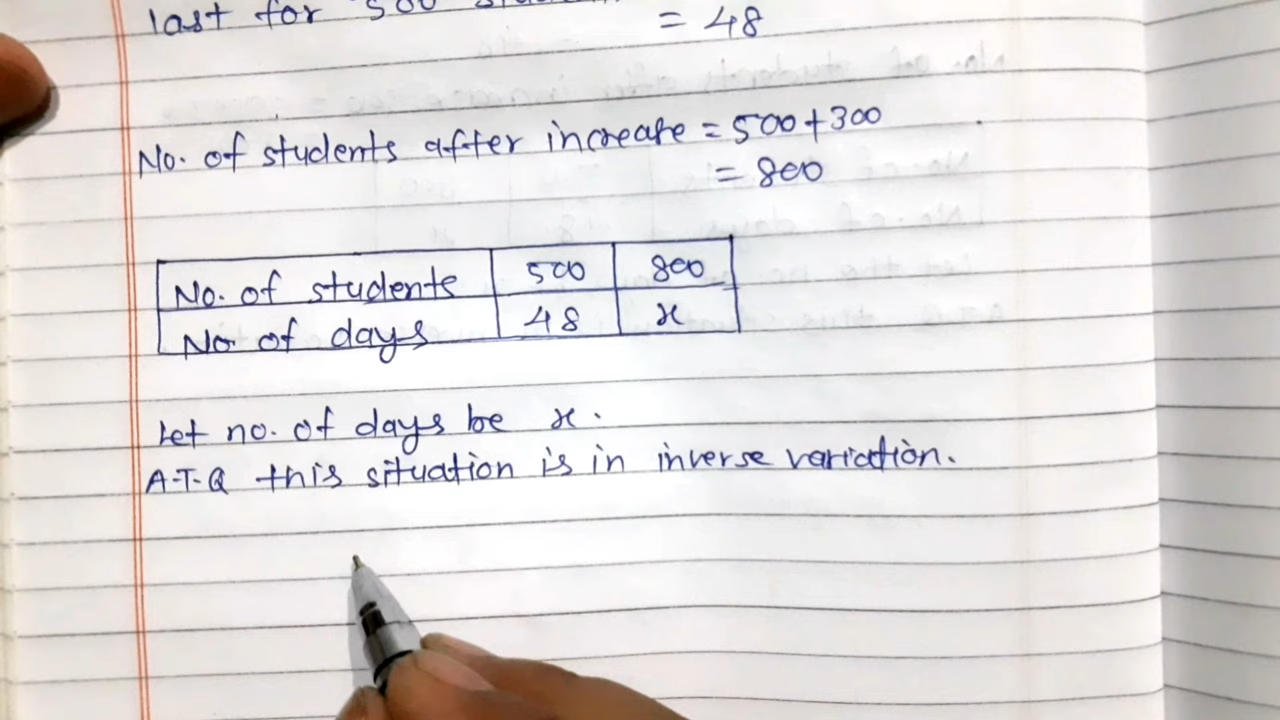 last for 500
= 48
No. of students after increase = 500+300
= 800
No. of students 500 800
No. of days 48 x
Let no. of days be x.
A.T.Q this situation is in inverse variation.